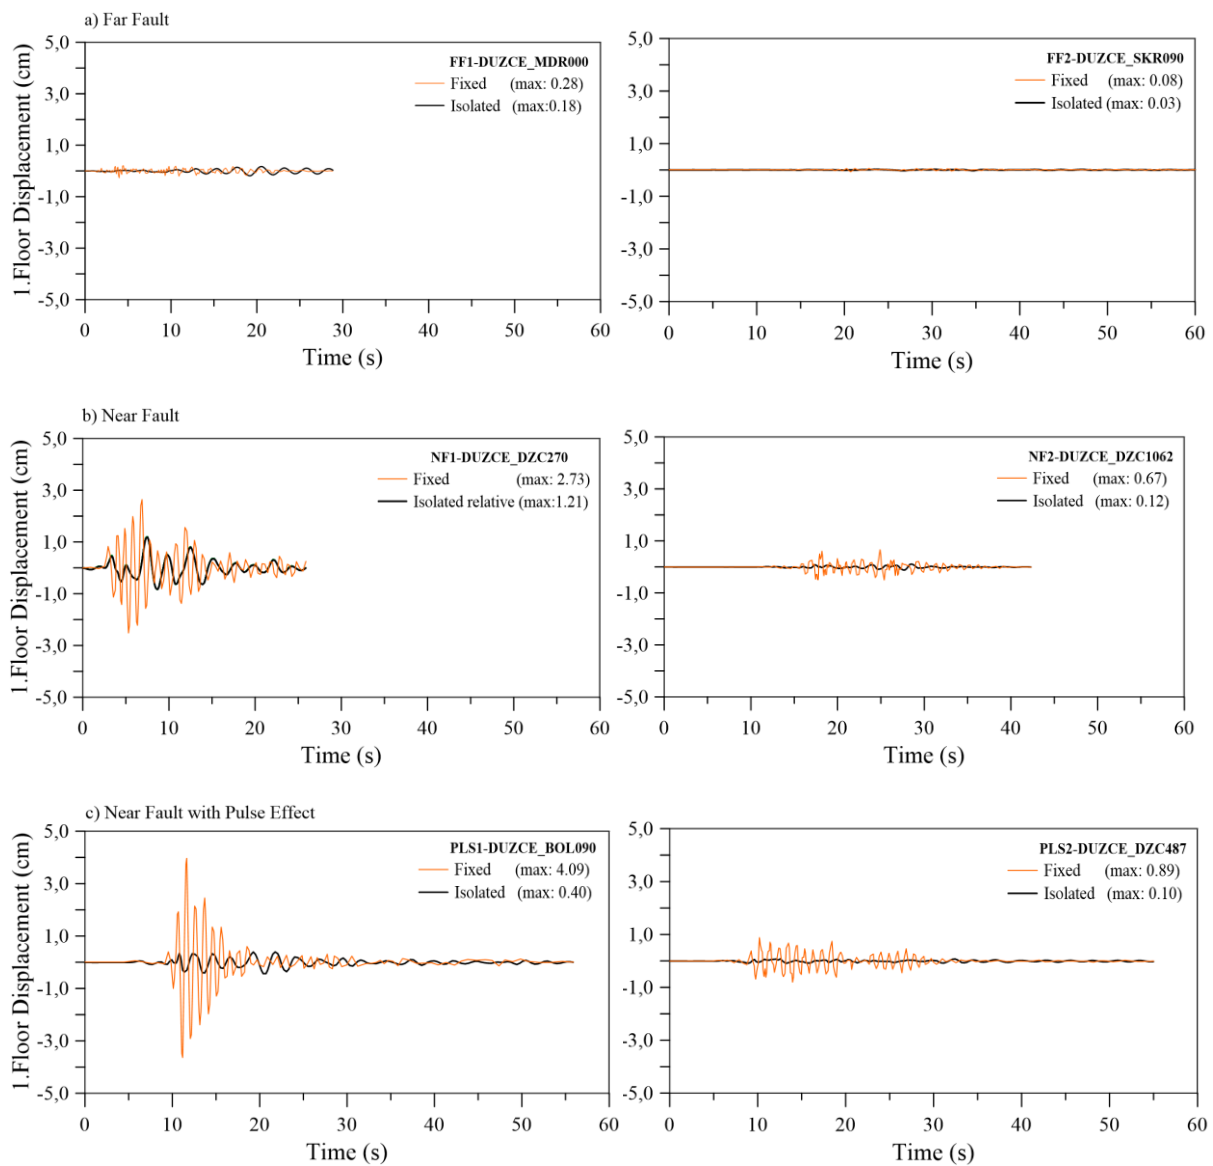 a) Far Fault
1.Floor Displacement (cm)
5,0
3,0
1,0
-1,0
-3,0
-5,0
FF1-DUZCE_MDR000
Fixed (max: 0.28)
Isolated (max:0.18)
0 10 20 30 40 50 60
Time (s)
5,0
3,0
1,0
-1,0
-3,0
-5,0
FF2-DUZCE_SKR090
Fixed (max: 0.08)
Isolated (max: 0.03)
0 10 20 30 40 50 60
Time (s)
b) Near Fault
1.Floor Displacement (cm)
5,0
3,0
1,0
-1,0
-3,0
-5,0
NF1-DUZCE_DZC270
Fixed (max: 2.73)
Isolated relative (max:1.21)
0 10 20 30 40 50 60
Time (s)
5,0
3,0
1,0
-1,0
-3,0
-5,0
NF2-DUZCE_DZC1062
Fixed (max: 0.67)
Isolated (max: 0.12)
0 10 20 30 40 50 60
Time (s)
c) Near Fault with Pulse Effect
1.Floor Displacement (cm)
5,0
3,0
1,0
-1,0
-3,0
-5,0
PLS1-DUZCE_BOL090
Fixed (max: 4.09)
Isolated (max: 0.40)
0 10 20 30 40 50 60
Time (s)
5,0
3,0
1,0
-1,0
-3,0
-5,0
PLS2-DUZCE_DZC487
Fixed (max: 0.89)
Isolated (max: 0.10)
0 10 20 30 40 50 60
Time (s)